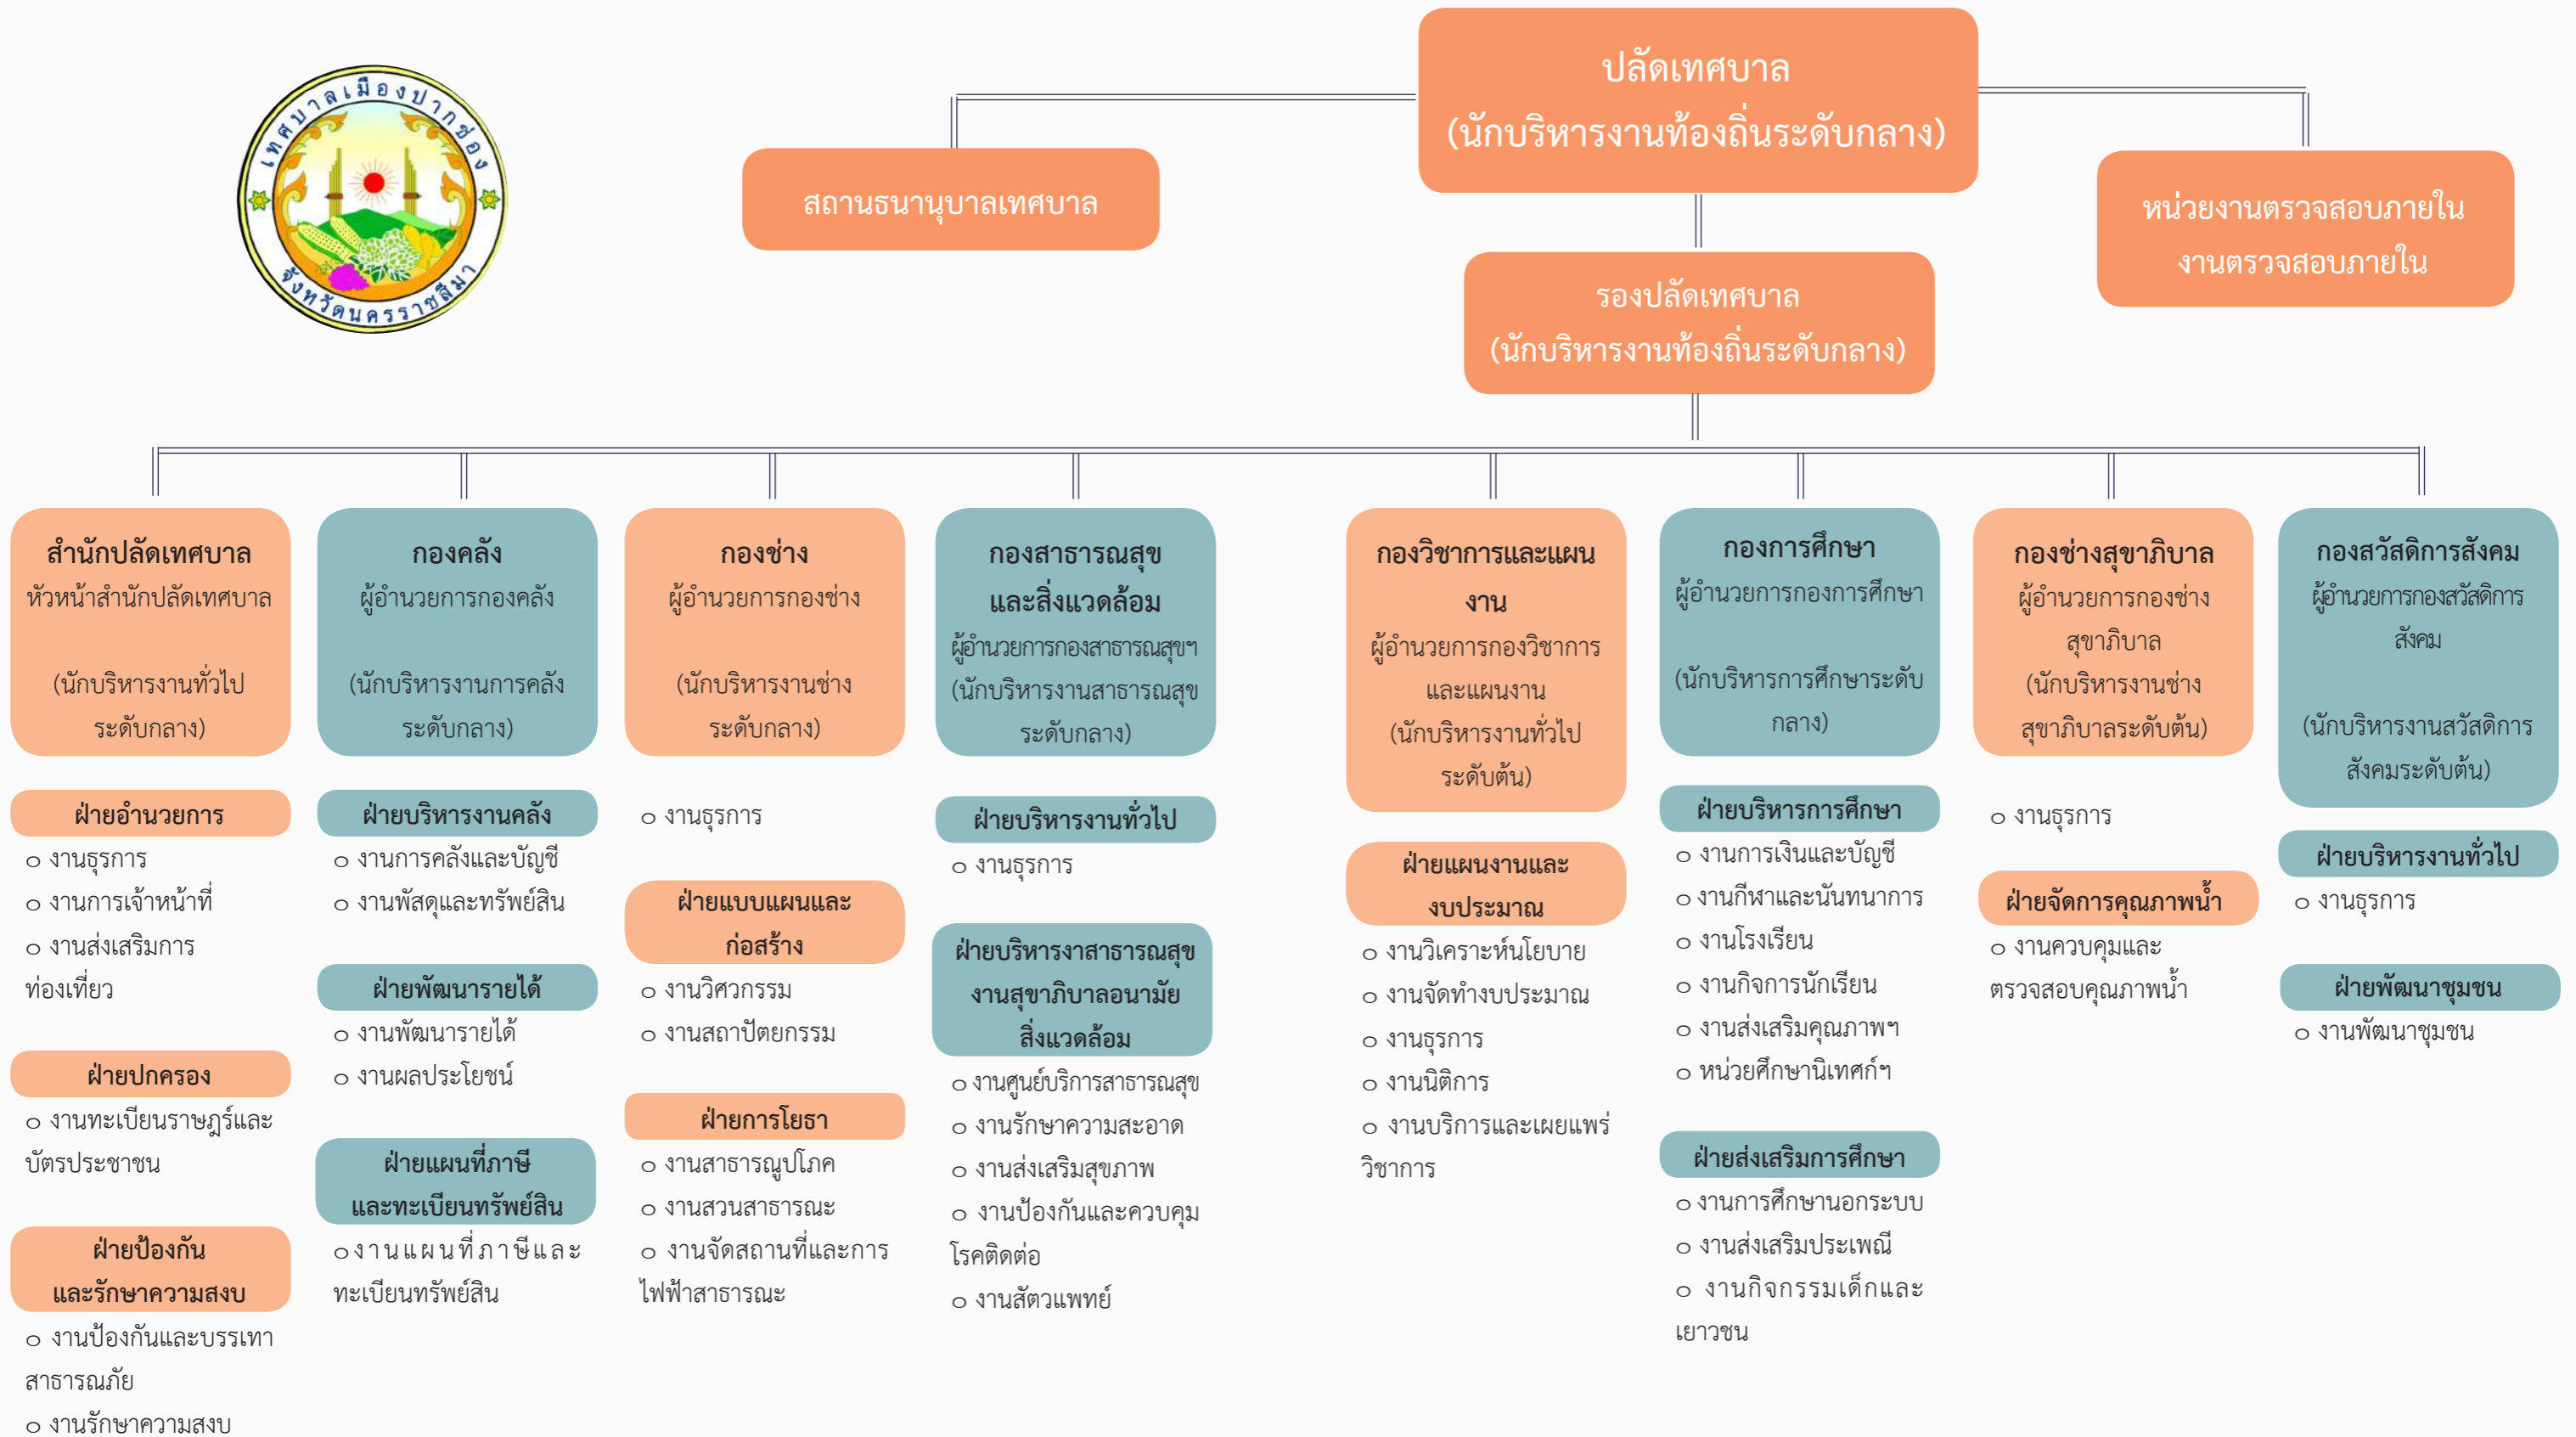 เทศบาลเมืองปากช่อง
จังหวัดนครราชสีมา
ปลัดเทศบาล
(นักบริหารงานท้องถิ่นระดับกลาง)
สถานธนานุบาลเทศบาล
หน่วยงานตรวจสอบภายใน
งานตรวจสอบภายใน
รองปลัดเทศบาล
(นักบริหารงานท้องถิ่นระดับกลาง)
สำนักปลัดเทศบาล
หัวหน้าสำนักปลัดเทศบาล
(นักบริหารงานทั่วไป
ระดับกลาง)
ฝ่ายอำนวยการ
o งานธุรการ
o งานการเจ้าหน้าที่
o งานส่งเสริมการ
ท่องเที่ยว
ฝ่ายปกครอง
o งานทะเบียนราษฎร์และ
บัตรประชาชน
ฝ่ายป้องกัน
และรักษาความสงบ
o งานป้องกันและบรรเทา
สาธารณภัย
o งานรักษาความสงบ
กองคลัง
ผู้อำนวยการกองคลัง
(นักบริหารงานการคลัง
ระดับกลาง)
ฝ่ายบริหารงานคลัง
o งานการคลังและบัญชี
o งานพัสดุและทรัพย์สิน
ฝ่ายพัฒนารายได้
o งานพัฒนารายได้
o งานผลประโยชน์
ฝ่ายแผนที่ภาษี
และทะเบียนทรัพย์สิน
o งานแผนที่ภาษีและ
ทะเบียนทรัพย์สิน
กองช่าง
ผู้อำนวยการกองช่าง
(นักบริหารงานช่าง
ระดับกลาง)
o งานธุรการ
ฝ่ายแบบแผนและ
ก่อสร้าง
o งานวิศวกรรม
o งานสถาปัตยกรรม
ฝ่ายการโยธา
o งานสาธารณูปโภค
o งานสวนสาธารณะ
o งานจัดสถานที่และการ
ไฟฟ้าสาธารณะ
กองสาธารณสุข
และสิ่งแวดล้อม
ผู้อำนวยการกองสาธารณสุขฯ
(นักบริหารงานสาธารณสุข
ระดับกลาง)
ฝ่ายบริหารงานทั่วไป
o งานธุรการ
ฝ่ายบริหารงาสาธารณสุข
งานสุขาภิบาลอนามัย
สิ่งแวดล้อม
o งานศูนย์บริการสาธารณสุข
o งานรักษาความสะอาด
o งานส่งเสริมสุขภาพ
o งานป้องกันและควบคุม
โรคติดต่อ
o งานสัตวแพทย์
กองวิชาการและแผน
งาน
ผู้อำนวยการกองวิชาการ
และแผนงาน
(นักบริหารงานทั่วไป
ระดับต้น)
ฝ่ายแผนงานและ
งบประมาณ
o งานวิเคราะห์นโยบาย
o งานจัดทำงบประมาณ
o งานธุรการ
o งานนิติการ
o งานบริการและเผยแพร่
วิชาการ
กองการศึกษา
ผู้อำนวยการกองการศึกษา
(นักบริหารการศึกษาระดับ
กลาง)
ฝ่ายบริหารการศึกษา
o งานการเงินและบัญชี
o งานกีฬาและนันทนาการ
o งานโรงเรียน
o งานกิจการนักเรียน
o งานส่งเสริมคุณภาพฯ
o หน่วยศึกษานิเทศก์ฯ
ฝ่ายส่งเสริมการศึกษา
o งานการศึกษานอกระบบ
o งานส่งเสริมประเพณี
o งานกิจกรรมเด็กและ
เยาวชน
กองช่างสุขาภิบาล
ผู้อำนวยการกองช่าง
สุขาภิบาล
(นักบริหารงานช่าง
สุขาภิบาลระดับต้น)
o งานธุรการ
ฝ่ายจัดการคุณภาพน้ำ
o งานควบคุมและ
ตรวจสอบคุณภาพน้ำ
กองสวัสดิการสังคม
ผู้อำนวยการกองสวัสดิการ
สังคม
(นักบริหารงานสวัสดิการ
สังคมระดับต้น)
ฝ่ายบริหารงานทั่วไป
o งานธุรการ
ฝ่ายพัฒนาชุมชน
o งานพัฒนาชุมชน